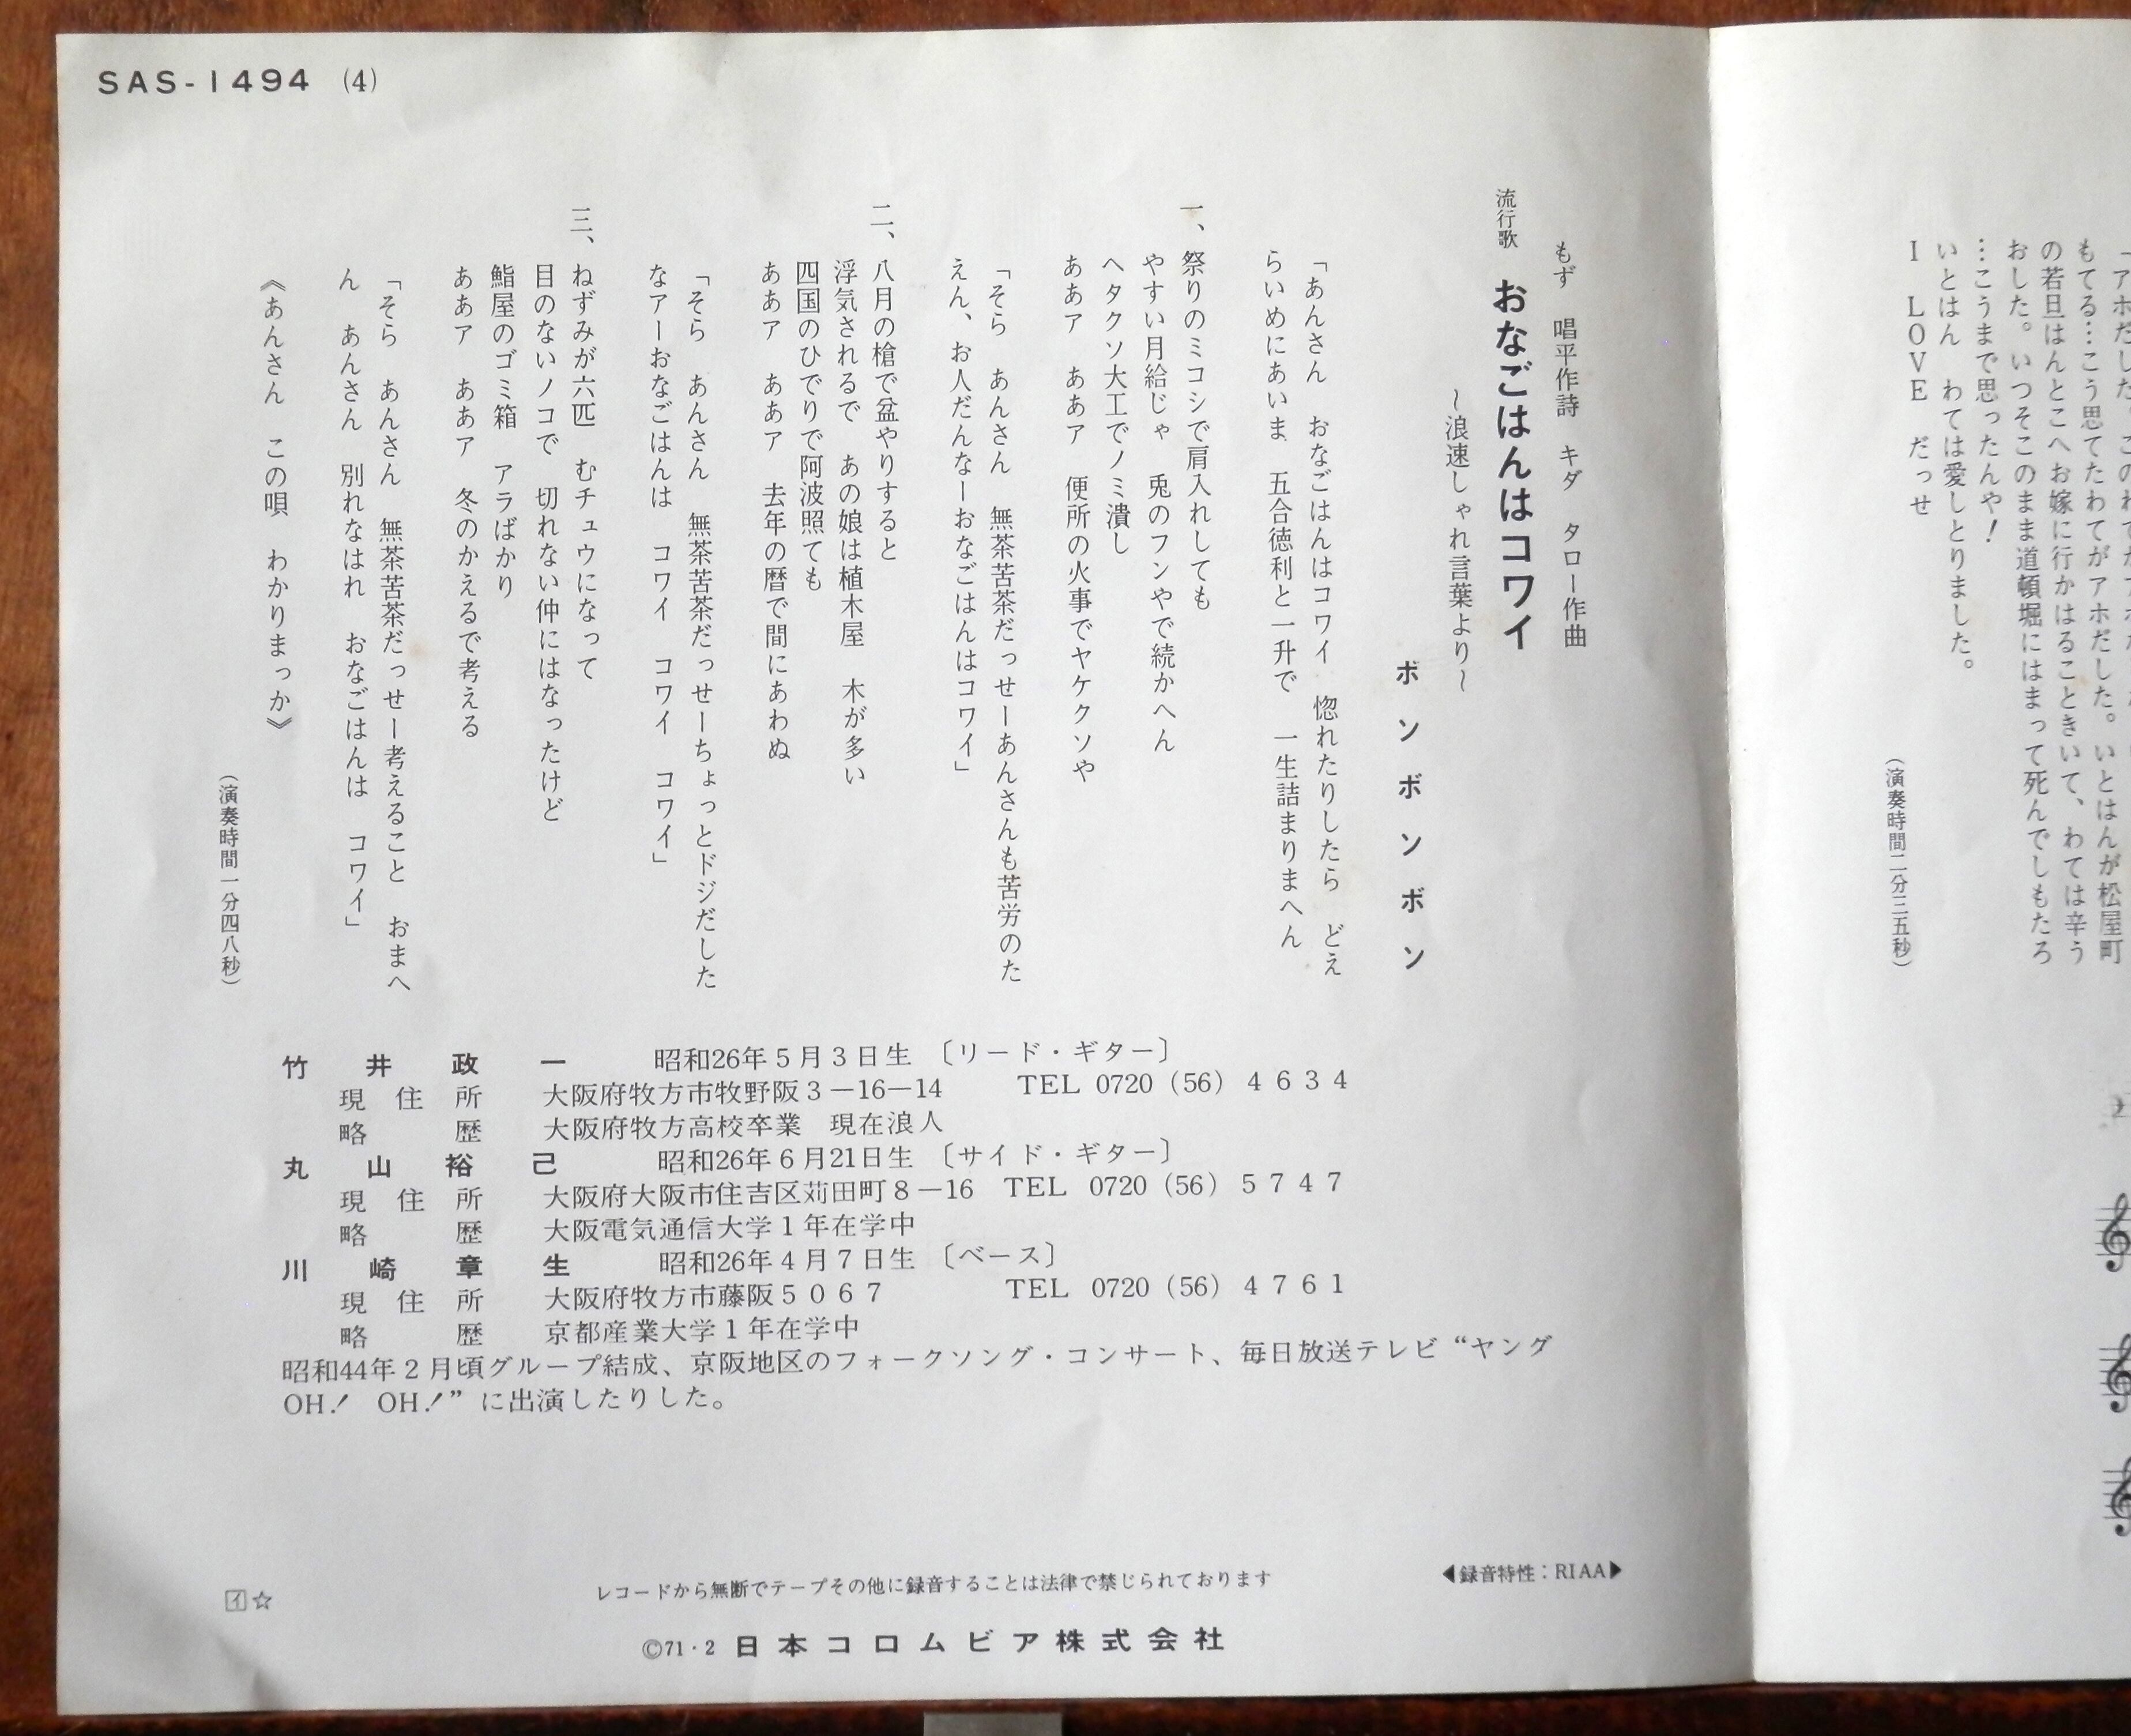 SAS-1494 (4)
もず 唱平作詩 キダ タロー作曲
流行歌 おなごはんはコワイ
～浪速しゃれ言葉より～
ボンボンボン
「あんさん おなごはんはコワイ 惚れたりしたら どえ
らいめにあいま 五合徳利と一升で 一生詰まりまへん
一、祭りのミコシで肩入れしても
やすい月給じゃ 兎のフンやで続かへん
ヘタクソ大工でノミ潰し
ああア ああア 便所の火事でヤケクソや
「そら あんさん 無茶苦茶だっせーあんさんも苦労のた
えん、お人だんなーおなごはんはコワイ」
二、八月の槍で盆やりすると
浮気されるで あの娘は植木屋 木が多い
四国のひでりで阿波照ても
ああア ああア 去年の暦で間にあわぬ
「そら あんさん 無茶苦茶だっせーちょっとドジだした
なアーおなごはんは コワイ コワイ コワイ」
三、ねずみが六匹 むチュウになって
目のないノコで 切れない仲にはなったけど
鮨屋のゴミ箱 アラばかり
ああア ああア 冬のかえるで考える
「そら あんさん 無茶苦茶だっせー考えること おまへ
ん あんさん 別れなはれ おなごはんは コワイ」
《あんさん この唄 わかりまっか》
(演奏時間一分四八秒)
竹井政一 昭和26年5月3日生 〔リード・ギター〕
現住所 大阪府牧方市牧野阪3－16－14 TEL 0720 (56) 4634
略歴 大阪府牧方高校卒業 現在浪人
丸山裕己 昭和26年6月21日生 〔サイド・ギター〕
現住所 大阪府大阪市住吉区苅田町8－16 TEL 0720 (56) 5747
略歴 大阪電気通信大学1年在学中
川崎章生 昭和26年4月7日生 〔ベース〕
現住所 大阪府牧方市藤阪5067 TEL 0720 (56) 4761
略歴 京都産業大学1年在学中
昭和44年2月頃グループ結成、京阪地区のフォークソング・コンサート、毎日放送テレビ“ヤング
OH！ OH！”に出演したりした。
◀録音特性：RIAA▶
レコードから無断でテープその他に録音することは法律で禁じられております
イ☆
©71・2 日本コロムビア株式会社
もてる…こう思てたわてがアホだした。いとはんが松屋町
の若旦はんとこへお嫁に行かはることきいて、わては辛う
おした。いつそこのまま道頓堀にはまって死んでしもたろ
…こうまで思ったんや！
いとはん わては愛しとりました。
I LOVE だっせ
(演奏時間二分三五秒)